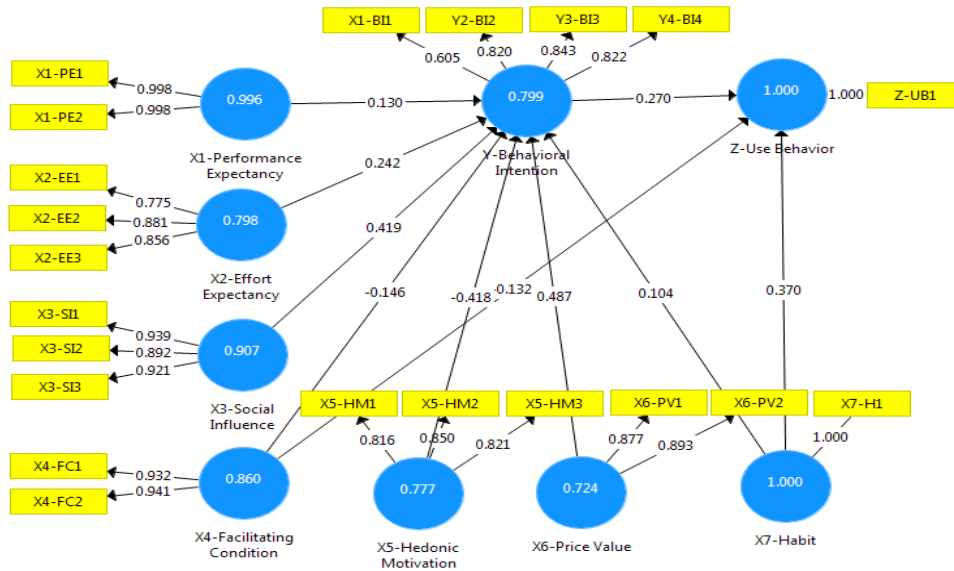 X1-BI1 Y2-BI2 Y3-BI3 Y4-BI4
0.605 0.820 0.843 0.822
X1-PE1
X1-PE2
0.998
0.998
0.996
X1-Performance
Expectancy
0.130
0.799
Y-Behavioral
Intention
0.270
1.000
Z-Use Behavior
1.000
Z-UB1
X2-EE1
X2-EE2
X2-EE3
0.775
0.881
0.856
0.798
X2-Effort
Expectancy
0.242
X3-SI1
X3-SI2
X3-SI3
0.939
0.892
0.921
0.907
X3-Social
Influence
0.419
-0.146
-0.418
-0.132
0.487
0.104
0.370
X4-FC1
X4-FC2
0.932
0.941
0.860
X4-Facilitating
Condition
X5-HM1 X5-HM2 X5-HM3
0.816 0.850 0.821
0.777
X5-Hedonic
Motivation
X6-PV1 X6-PV2
0.877 0.893
0.724
X6-Price Value
X7-H1
1.000
1.000
X7-Habit